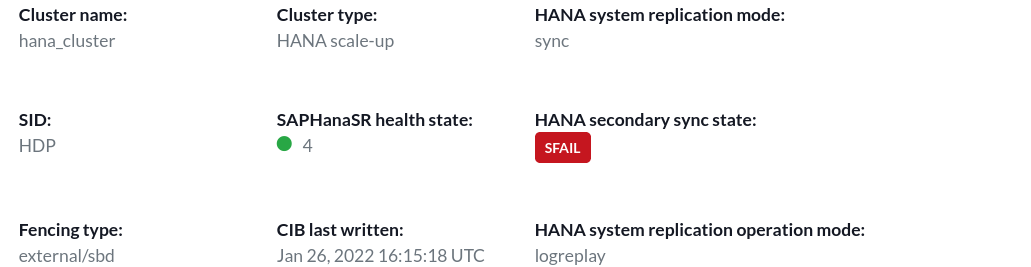 Cluster name:
hana_cluster
Cluster type:
HANA scale-up
HANA system replication mode:
sync
SID:
HDP
SAPHanaSR health state:
4
HANA secondary sync state:
SFAIL
Fencing type:
external/sbd
CIB last written:
Jan 26, 2022 16:15:18 UTC
HANA system replication operation mode:
logreplay